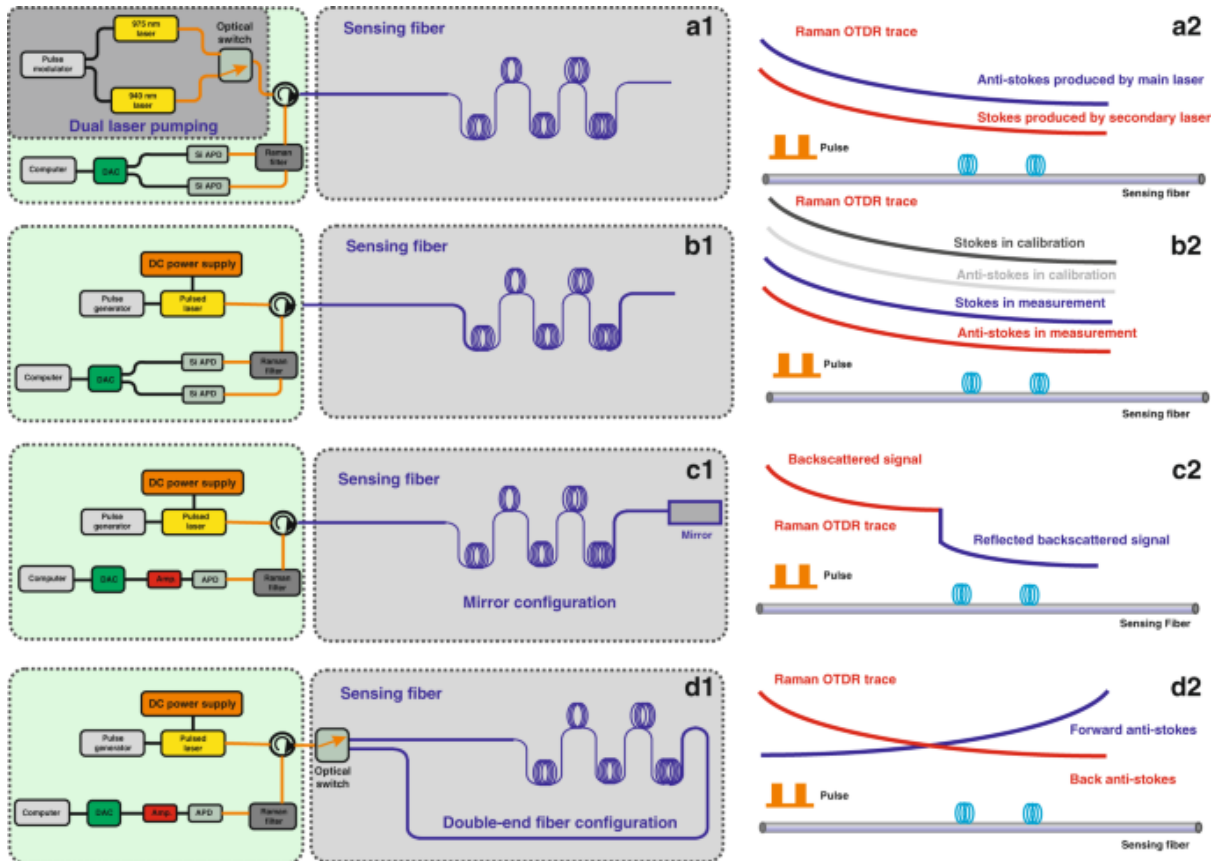 975 nm
laser
Optical
switch
Pulse
modulator
940 nm
laser
Dual laser pumping
Computer
DAC
Si APD
Si APD
Raman
filter
Sensing fiber
a1
Raman OTDR trace
a2
Anti-stokes produced by main laser
Stokes produced by secondary laser
Pulse
Sensing fiber
DC power supply
Pulse
generator
Pulsed
laser
Computer
DAC
Si APD
Si APD
Raman
filter
Sensing fiber
b1
Raman OTDR trace
b2
Stokes in calibration
Anti-stokes in calibration
Stokes in measurement
Anti-stokes in measurement
Pulse
Sensing fiber
DC power supply
Pulse
generator
Pulsed
laser
Computer
DAC
Amp.
APD
Raman
filter
Sensing fiber
c1
Mirror
Mirror configuration
Backscattered signal
c2
Raman OTDR trace
Reflected backscattered signal
Pulse
Sensing Fiber
DC power supply
Pulse
generator
Pulsed
laser
Computer
DAC
Amp.
APD
Raman
filter
Sensing fiber
d1
Optical
switch
Double-end fiber configuration
Raman OTDR trace
d2
Forward anti-stokes
Back anti-stokes
Pulse
Sensing fiber